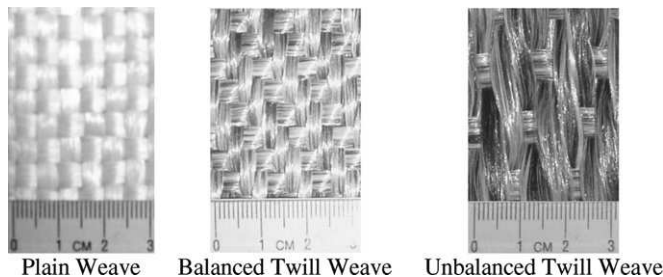 0 1 CM 2 3
0 1 CM 2
0 1 CM 2 3
Plain Weave
Balanced Twill Weave
Unbalanced Twill Weave